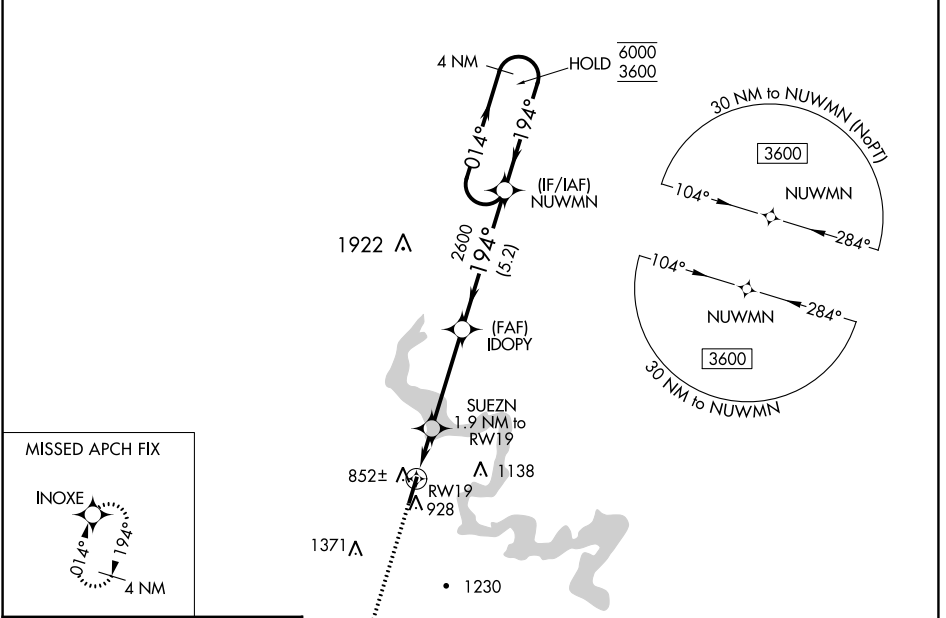 4 NM
HOLD
6000
3600
014°
194°
(IF/IAF)
NUWMN
1922
2600
194°
(5.2)
(FAF)
IDOPY
SUEZN
1.9 NM to
RW19
852±
1138
RW19
928
1371
1230
30 NM to NUWMN (NoPT)
3600
NUWMN
104°
284°
104°
284°
NUWMN
3600
30 NM to NUWMN
MISSED APCH FIX
INOXE
014°
194°
4 NM